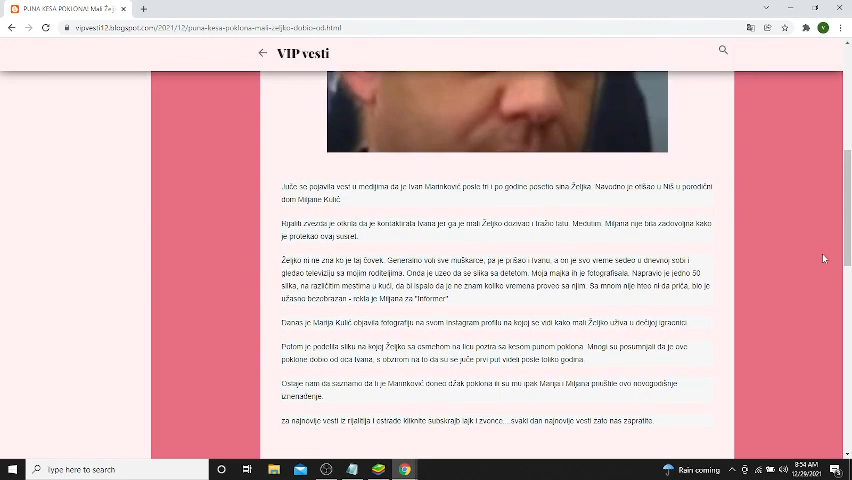 PUNA KESA POKLONA! Mali Želj
vipvesti12.blogspot.com/2021/12/puna-kesa-poklona-mali-zeljko-dobio-od.html
V
VIP vesti
Juče se pojavila vest u medijima da je Ivan Marinković posle tri i po godine posetio sina Željka. Navodno je otišao u Niš u porodični
dom Miljane Kulić.
Rijaliti zvezda je otkrila da je kontaktirala Ivana jer ga je mali Željko dozivao i tražio tatu. Međutim, Miljana nije bila zadovoljna kako
je protekao ovaj susret.
Željko ni ne zna ko je taj čovek. Generalno voli sve muškarce, pa je prišao i Ivanu, a on je svo vreme sedeo u dnevnoj sobi i
gledao televiziju sa mojim roditeljima. Onda je uzeo da se slika sa detetom. Moja majka ih je fotografisala. Napravio je jedno 50
slika, na različitim mestima u kući, da bi ispalo da je ne znam koliko vremena proveo sa njim. Sa mnom nije hteo ni da priča, bio je
užasno bezobrazan - rekla je Miljana za "Informer"
Danas je Marija Kulić objavila fotografiju na svom Instagram profilu na kojoj se vidi kako mali Željko uživa u dečijoj igraonici.
Potom je podelila sliku na kojoj Željko sa osmehom na licu pozira sa kesom punom poklona. Mnogi su posumnjali da je ove
poklone dobio od oca Ivana, s obzirom na to da su se juče prvi put videli posle toliko godina.
Ostaje nam da saznamo da li je Marinković doneo džak poklona ili su mu ipak Marija i Miljana priuštile ovo novogodišnje
iznenađenje.
za najnovije vesti iz rijalitija i estrade kliknite subskrajb lajk i zvonce....svaki dan najnovije vesti zato nas zapratite.
Type here to search
Rain coming
8:54 AM
12/29/2021